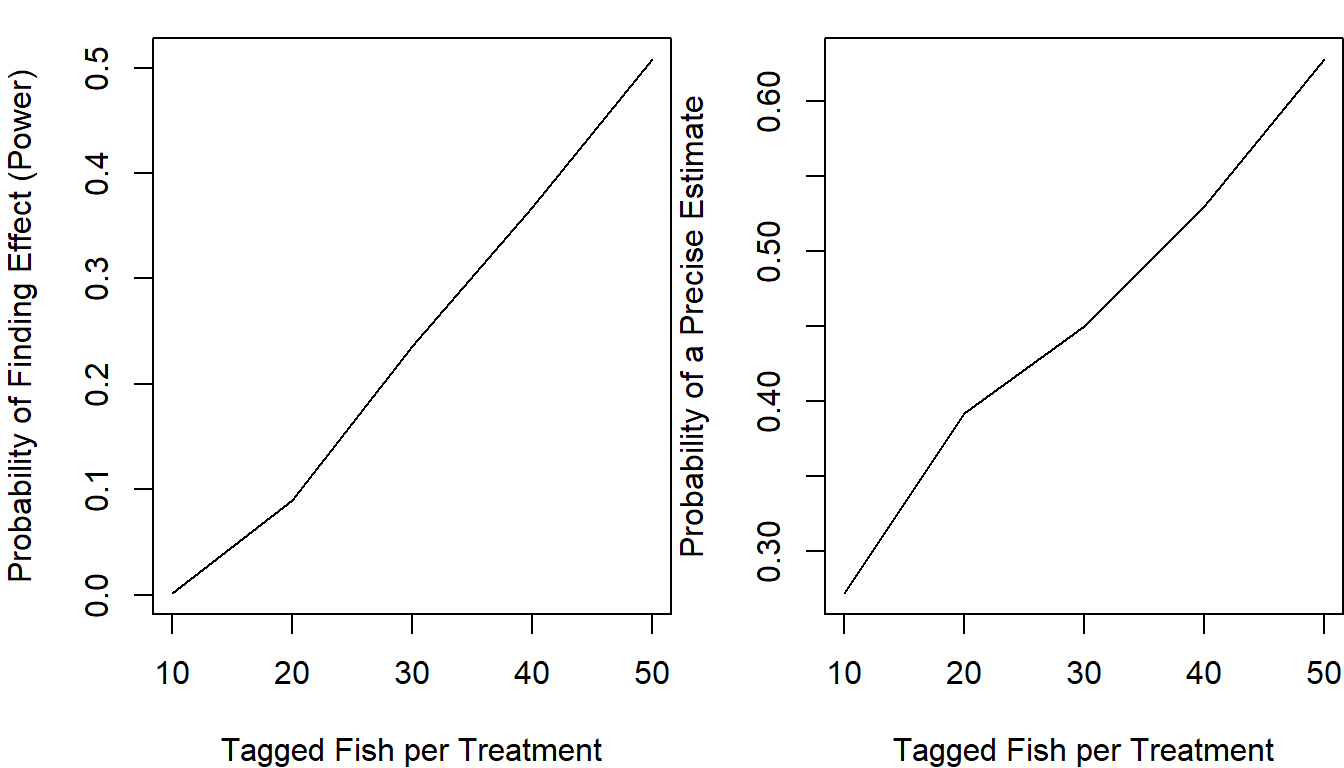 Probability of Finding Effect (Power)
0.5
0.4
0.3
0.2
0.1
0.0
10 20 30 40 50
Tagged Fish per Treatment
Probability of a Precise Estimate
0.60
0.50
0.40
0.30
10 20 30 40 50
Tagged Fish per Treatment